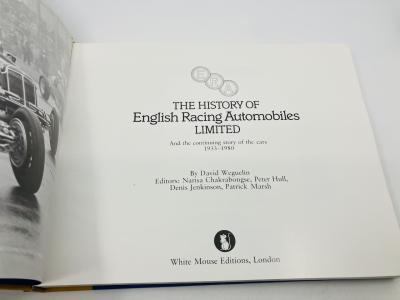 ERA
THE HISTORY OF
English Racing Automobiles
LIMITED
And the continuing story of the cars
1933–1980
By David Weguelin
Editors: Narisa Chakrabongse, Peter Hull,
Denis Jenkinson, Patrick Marsh
White Mouse Editions, London